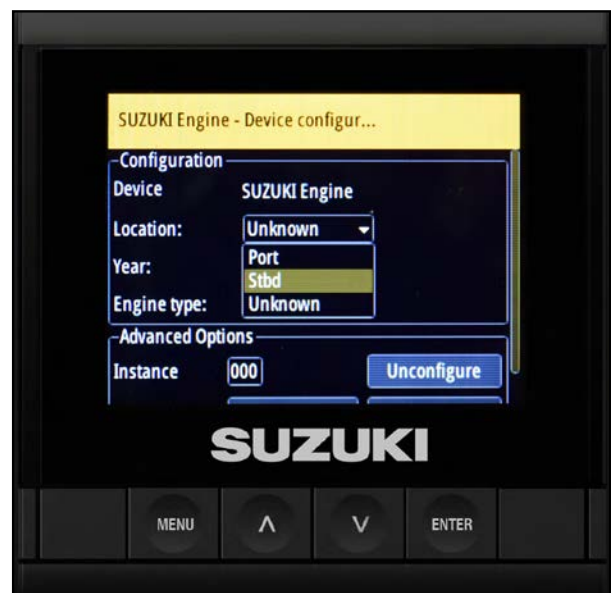 SUZUKI Engine - Device configur...
Configuration
Device SUZUKI Engine
Location: Unknown
Year: Port
Stbd
Engine type: Unknown
Advanced Options
Instance 000 Unconfigure
SUZUKI
MENU ∧ ∨ ENTER